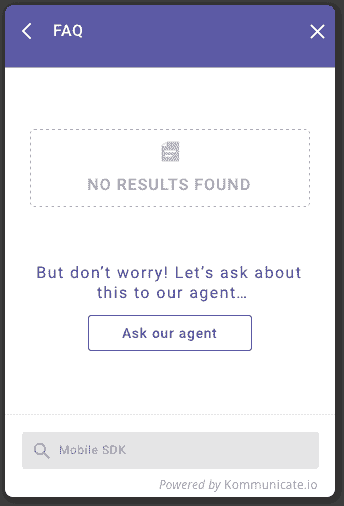 FAQ
NO RESULTS FOUND
But don't worry! Let's ask about
this to our agent...
Ask our agent
Mobile SDK
Powered by Kommunicate.io